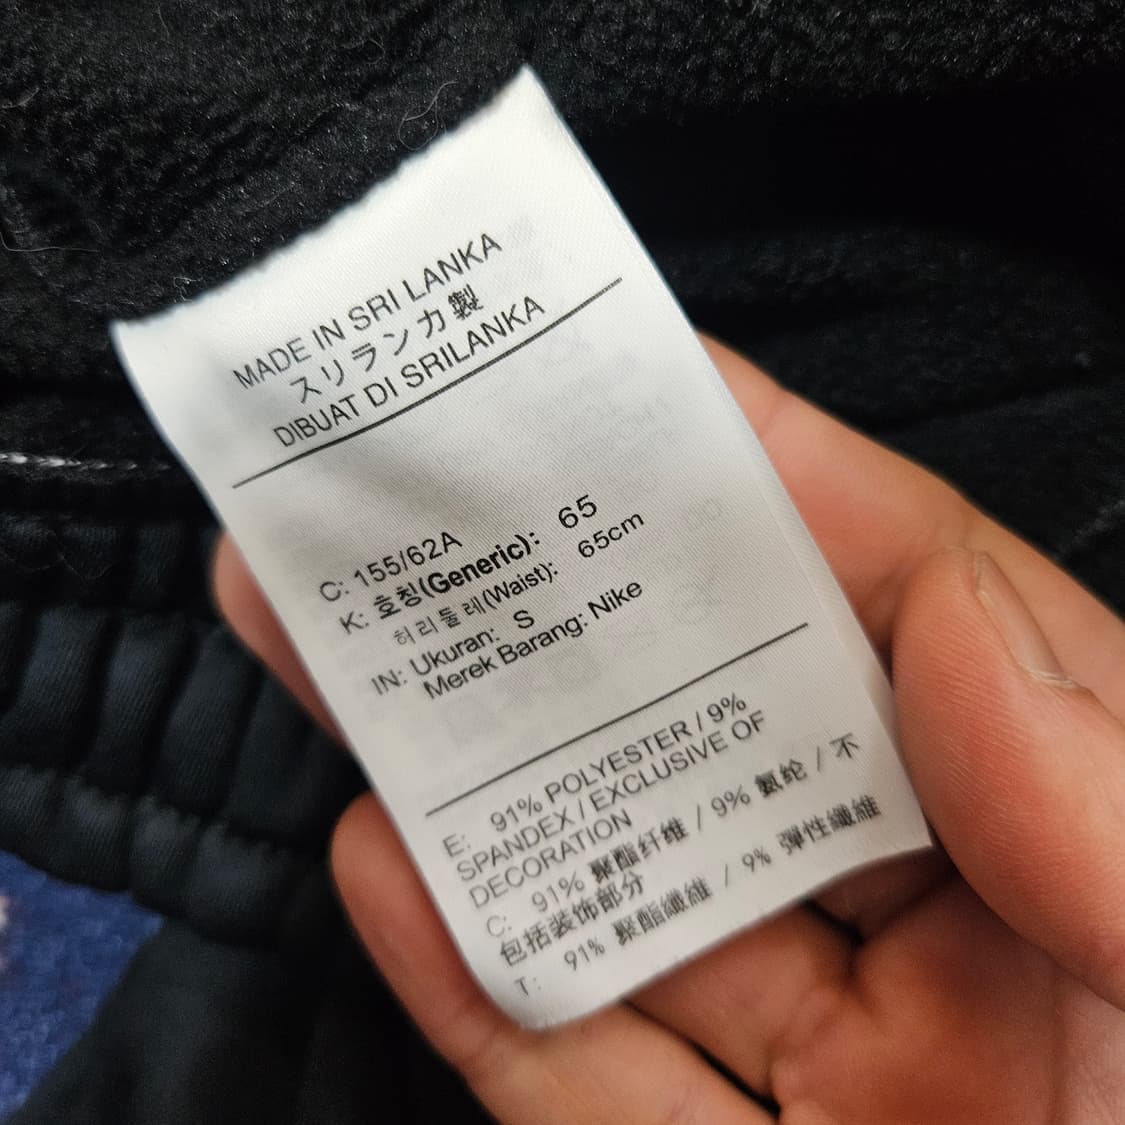 MADE IN SRI LANKA
スリランカ製
DIBUAT DI SRILANKA
C: 155/62A
K: 호칭(Generic): 65
허리둘레(Waist): 65cm
IN: Ukuran: S
Merek Barang: Nike
E: 91% POLYESTER / 9%
SPANDEX / EXCLUSIVE OF
DECORATION
C: 91% 聚酯纤维 / 9% 氨纶 / 不
包括装饰部分
T: 91% 聚酯纖維 / 9% 彈性纖維